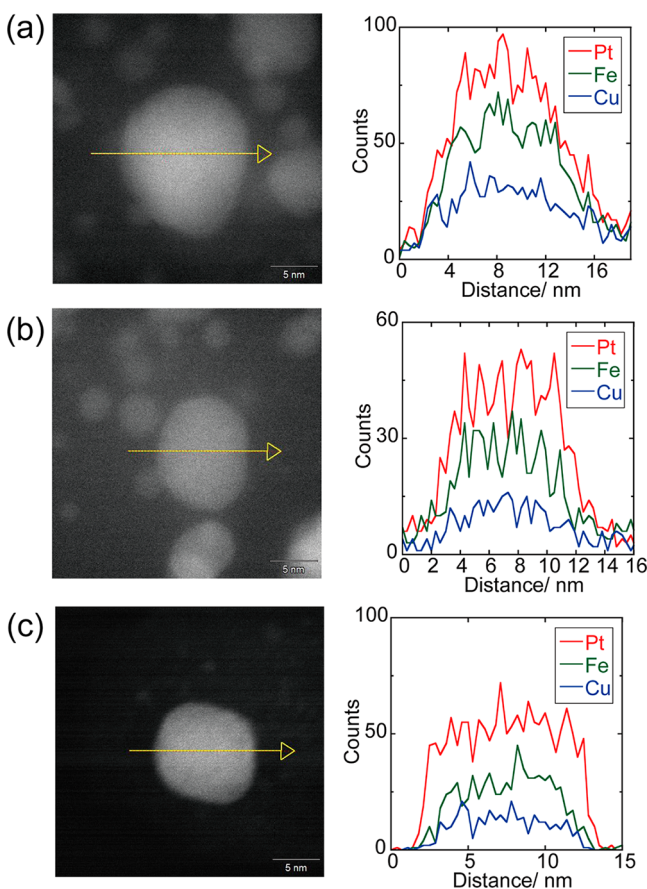 (a)
5 nm
100
50
0
Counts
Pt
Fe
Cu
0 4 8 12 16
Distance/ nm
(b)
5 nm
60
30
0
Counts
Pt
Fe
Cu
0 2 4 6 8 10 12 14 16
Distance/ nm
(c)
5 nm
100
50
0
Counts
Pt
Fe
Cu
0 5 10 15
Distance/ nm